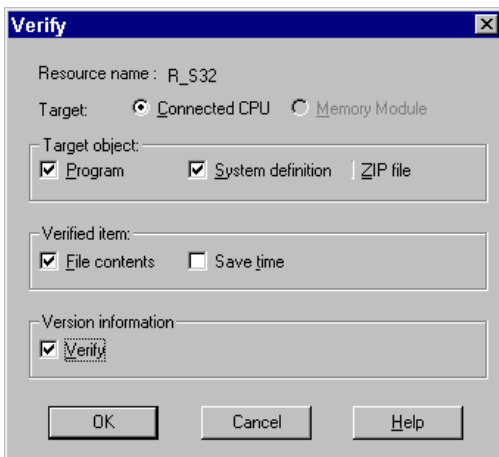 Verify
Resource name : R_S32
Target: Connected CPU Memory Module
Target object:
Program System definition ZIP file
Verified item:
File contents Save time
Version information
Verify
OK Cancel Help